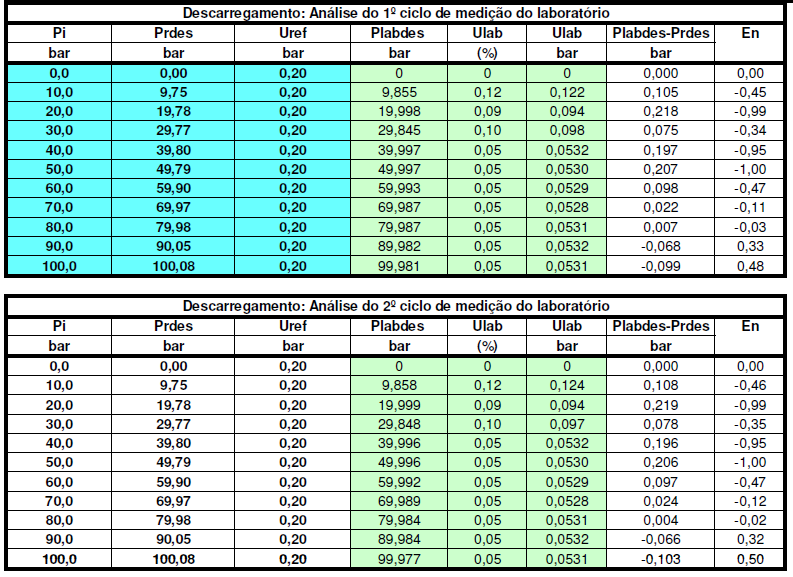 Descarregamento: Análise do 1º ciclo de medição do laboratório
Pi Prdes Uref Plabdes Ulab Ulab Plabdes-Prdes En
bar bar bar bar (%) bar bar
0,0 0,00 0,20 0 0 0 0,000 0,00
10,0 9,75 0,20 9,855 0,12 0,122 0,105 -0,45
20,0 19,78 0,20 19,998 0,09 0,094 0,218 -0,99
30,0 29,77 0,20 29,845 0,10 0,098 0,075 -0,34
40,0 39,80 0,20 39,997 0,05 0,0532 0,197 -0,95
50,0 49,79 0,20 49,997 0,05 0,0530 0,207 -1,00
60,0 59,90 0,20 59,993 0,05 0,0529 0,098 -0,47
70,0 69,97 0,20 69,987 0,05 0,0528 0,022 -0,11
80,0 79,98 0,20 79,987 0,05 0,0531 0,007 -0,03
90,0 90,05 0,20 89,982 0,05 0,0532 -0,068 0,33
100,0 100,08 0,20 99,981 0,05 0,0531 -0,099 0,48
Descarregamento: Análise do 2º ciclo de medição do laboratório
Pi Prdes Uref Plabdes Ulab Ulab Plabdes-Prdes En
bar bar bar bar (%) bar bar
0,0 0,00 0,20 0 0 0 0,000 0,00
10,0 9,75 0,20 9,858 0,12 0,124 0,108 -0,46
20,0 19,78 0,20 19,999 0,09 0,094 0,219 -0,99
30,0 29,77 0,20 29,848 0,10 0,097 0,078 -0,35
40,0 39,80 0,20 39,996 0,05 0,0532 0,196 -0,95
50,0 49,79 0,20 49,996 0,05 0,0530 0,206 -1,00
60,0 59,90 0,20 59,992 0,05 0,0529 0,097 -0,47
70,0 69,97 0,20 69,989 0,05 0,0528 0,024 -0,12
80,0 79,98 0,20 79,984 0,05 0,0531 0,004 -0,02
90,0 90,05 0,20 89,984 0,05 0,0532 -0,066 0,32
100,0 100,08 0,20 99,977 0,05 0,0531 -0,103 0,50